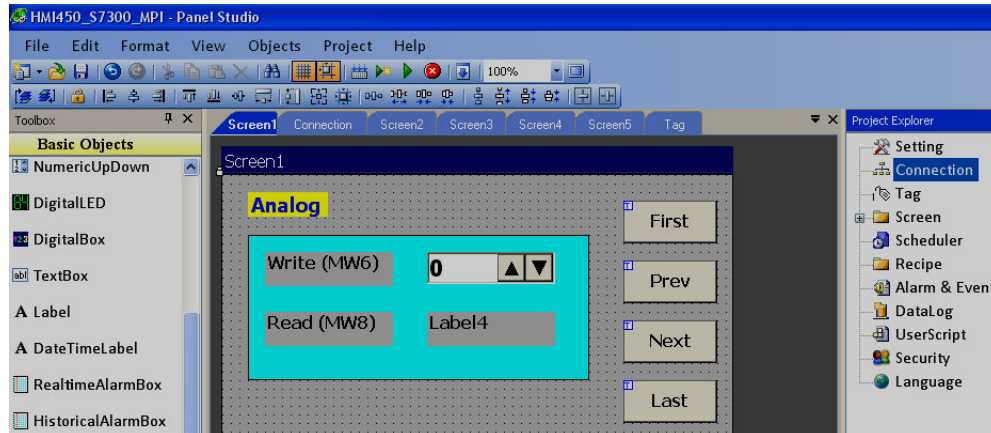 HMI450_S7300_MPI - Panel Studio
File Edit Format View Objects Project Help
100%
Toolbox
Screen1 Connection Screen2 Screen3 Screen4 Screen5 Tag
Project Explorer
Basic Objects
NumericUpDown
DigitalLED
DigitalBox
TextBox
A Label
A DateTimeLabel
RealtimeAlarmBox
HistoricalAlarmBox
Screen1
Analog
Write (MW6)
0
Read (MW8)
Label4
First
Prev
Next
Last
Setting
Connection
Tag
Screen
Scheduler
Recipe
Alarm & Even
DataLog
UserScript
Security
Language